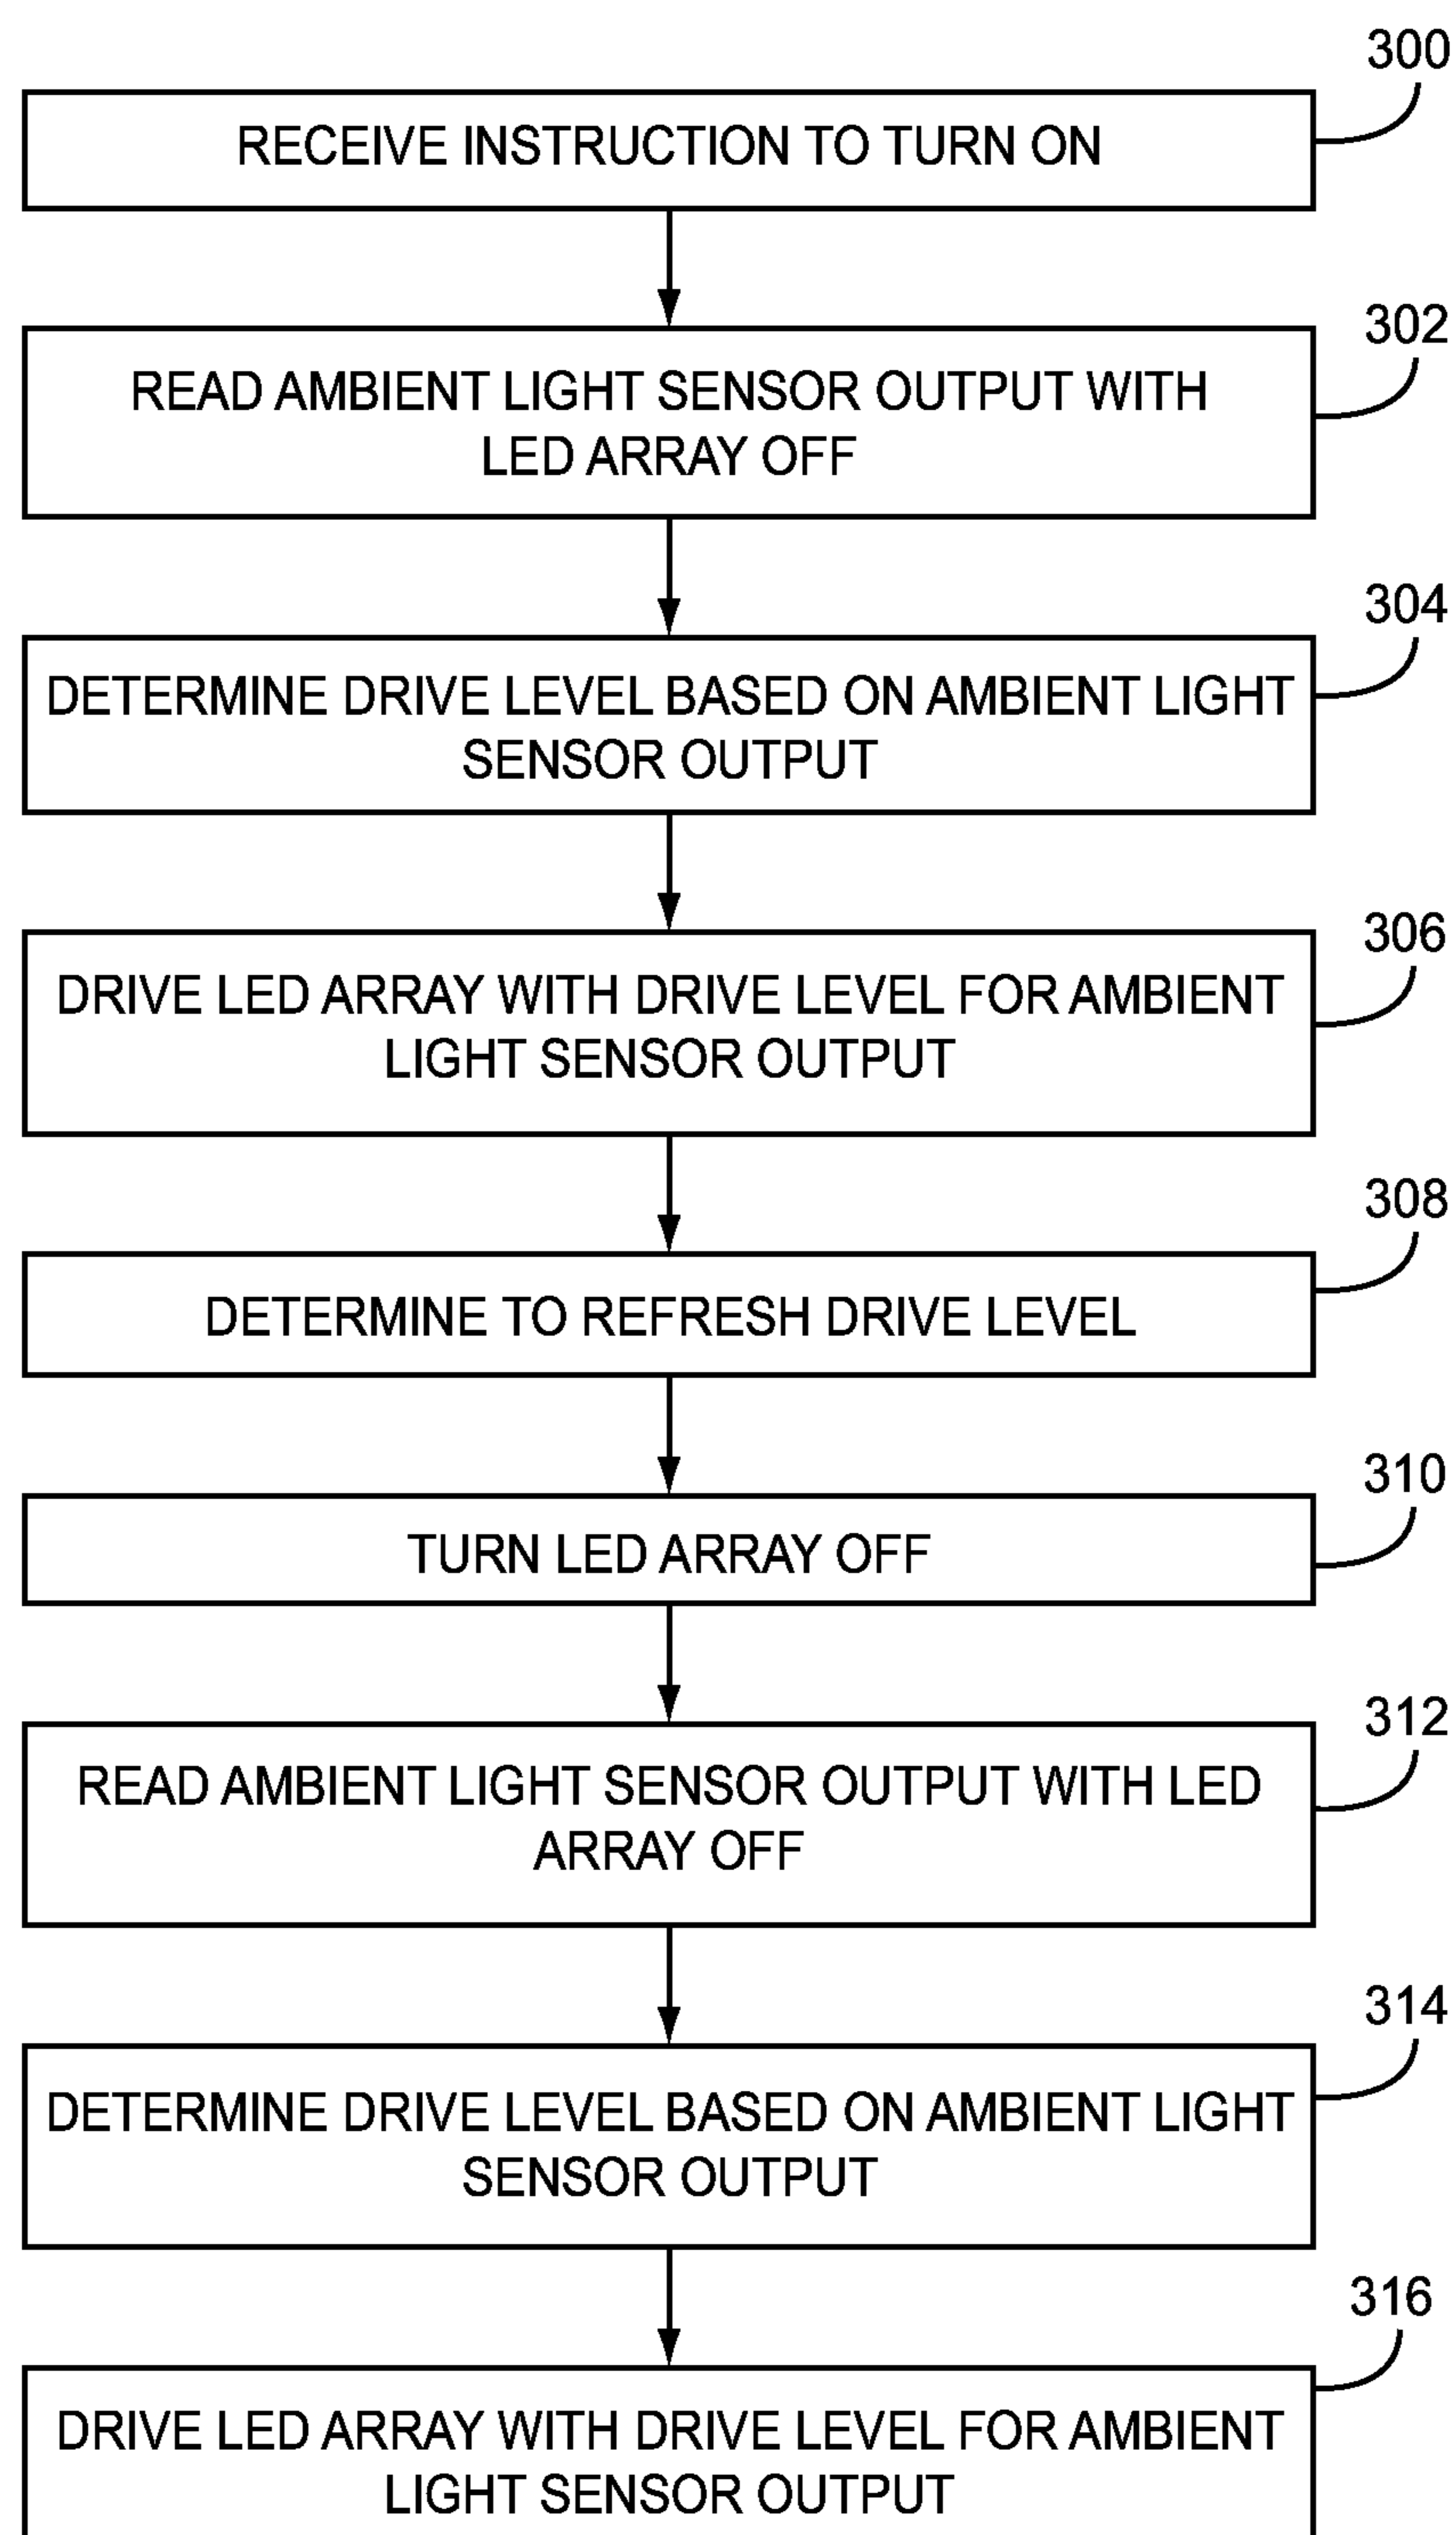 300
RECEIVE INSTRUCTION TO TURN ON
302
READ AMBIENT LIGHT SENSOR OUTPUT WITH
LED ARRAY OFF
304
DETERMINE DRIVE LEVEL BASED ON AMBIENT LIGHT
SENSOR OUTPUT
306
DRIVE LED ARRAY WITH DRIVE LEVEL FOR AMBIENT
LIGHT SENSOR OUTPUT
308
DETERMINE TO REFRESH DRIVE LEVEL
310
TURN LED ARRAY OFF
312
READ AMBIENT LIGHT SENSOR OUTPUT WITH LED
ARRAY OFF
314
DETERMINE DRIVE LEVEL BASED ON AMBIENT LIGHT
SENSOR OUTPUT
316
DRIVE LED ARRAY WITH DRIVE LEVEL FOR AMBIENT
LIGHT SENSOR OUTPUT